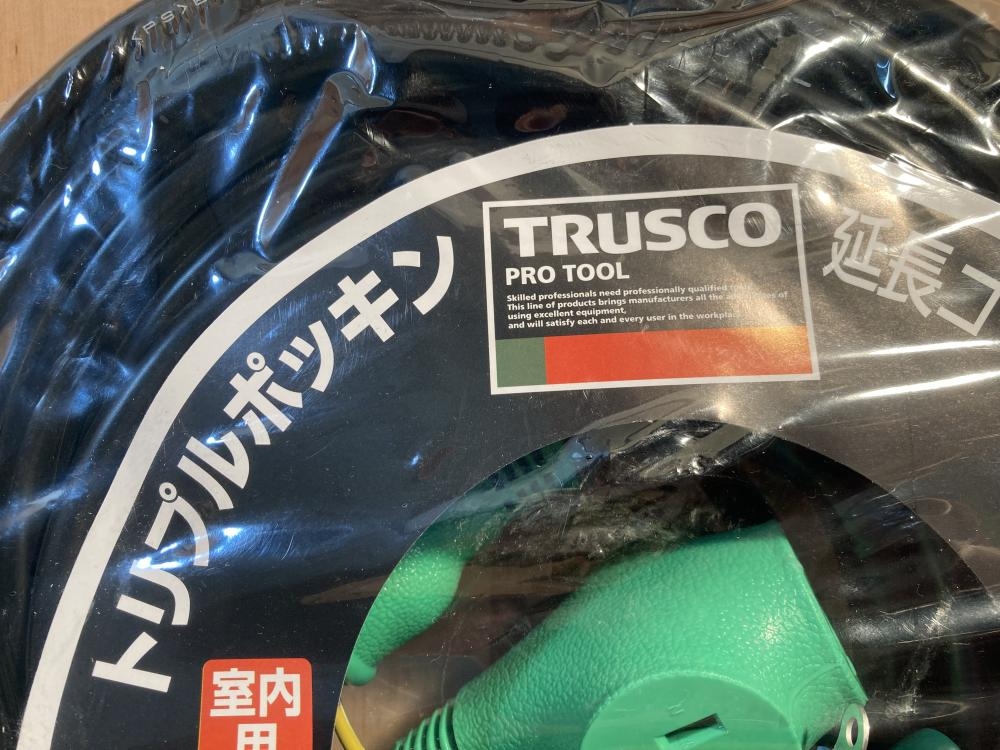 トリプルポッキン
TRUSCO
PRO TOOL
Skilled professionals need professionally qualified
This line of products brings manufacturers all the of
using excellent equipment,
and will satisfy each and every user in the workplace
延長コ
室内
用